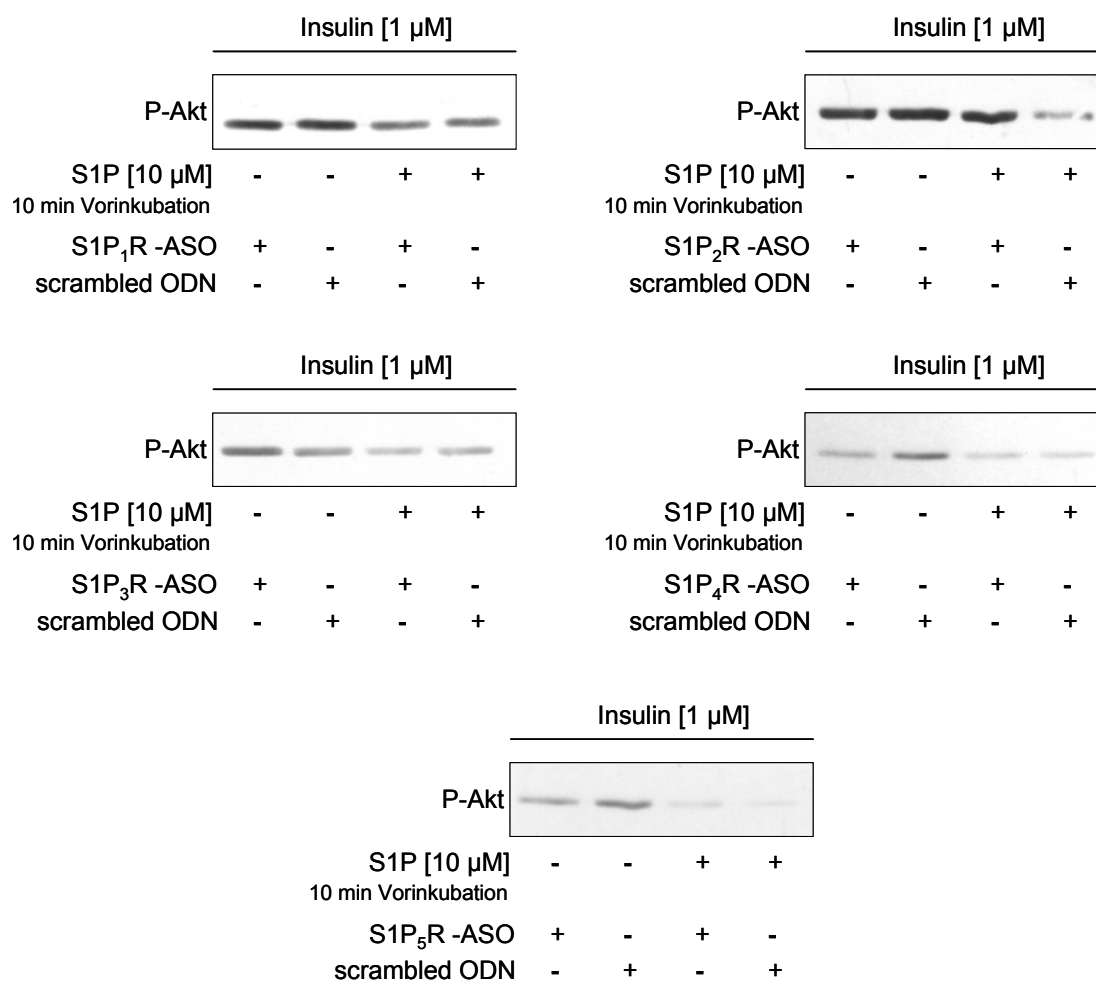 Insulin [1 µM]
P-Akt
S1P [10 µM] - - + +
10 min Vorinkubation
S1P1R -ASO + - + -
scrambled ODN - + - +
Insulin [1 µM]
P-Akt
S1P [10 µM] - - + +
10 min Vorinkubation
S1P2R -ASO + - + -
scrambled ODN - + - +
Insulin [1 µM]
P-Akt
S1P [10 µM] - - + +
10 min Vorinkubation
S1P3R -ASO + - + -
scrambled ODN - + - +
Insulin [1 µM]
P-Akt
S1P [10 µM] - - + +
10 min Vorinkubation
S1P4R -ASO + - + -
scrambled ODN - + - +
Insulin [1 µM]
P-Akt
S1P [10 µM] - - + +
10 min Vorinkubation
S1P5R -ASO + - + -
scrambled ODN - + - +